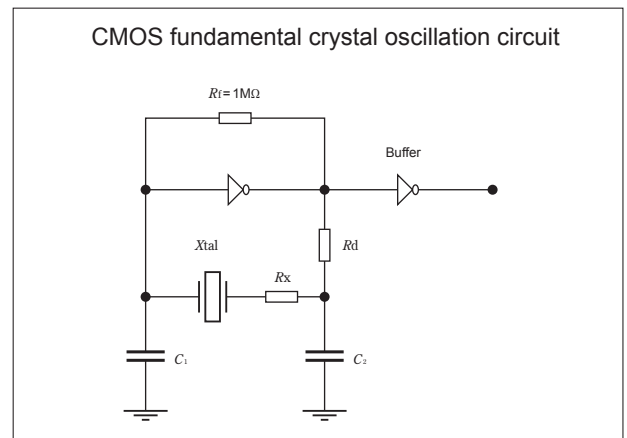 CMOS fundamental crystal oscillation circuit
Rf=1MΩ
Buffer
Xtal
Rd
Rx
C₁
C₂